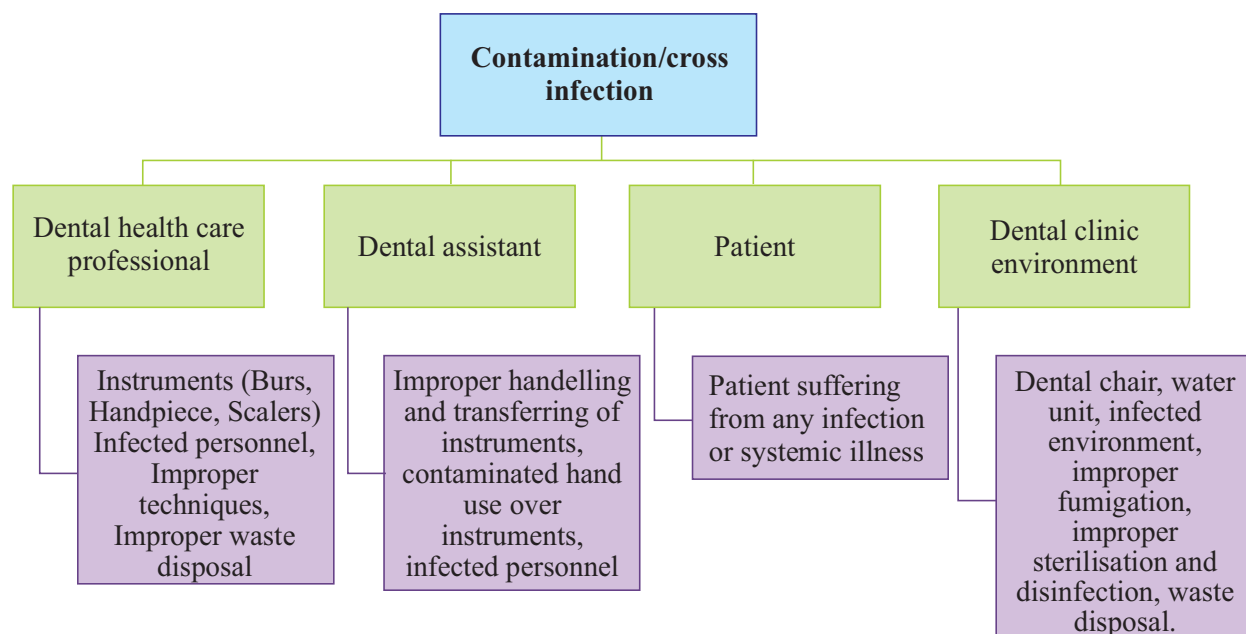 Contamination/cross
infection
Dental health care
professional
Dental assistant
Patient
Dental clinic
environment
Instruments (Burs,
Handpiece, Scalers)
Infected personnel,
Improper
techniques,
Improper waste
disposal
Improper handelling
and transferring of
instruments,
contaminated hand
use over
instruments,
infected personnel
Patient suffering
from any infection
or systemic illness
Dental chair, water
unit, infected
environment,
improper
fumigation,
improper
sterilisation and
disinfection, waste
disposal.